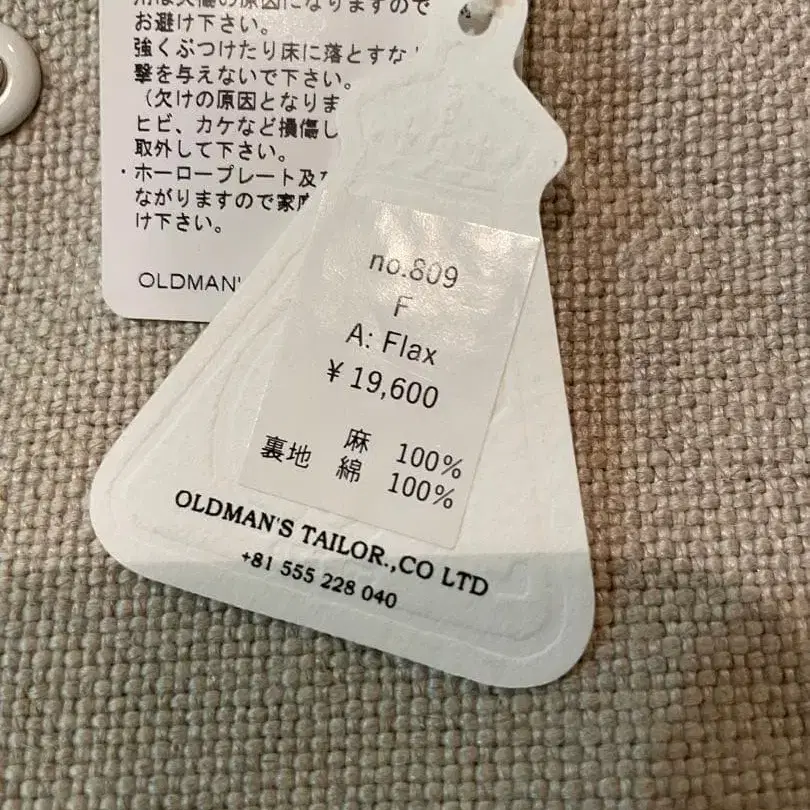 お避け下さい。
強くぶつけたり床に落とすな
撃を与えないで下さい。
(欠けの原因となりま
ヒビ、カケなど損傷し
取外して下さい。
・ホーロープレート及び
ながりますので家庭
け下さい。
OLDMAN'
no.809
F
A: Flax
¥19,600
麻 100%
裏地 綿 100%
OLDMAN'S TAILOR.,CO LTD
+81 555 228 040